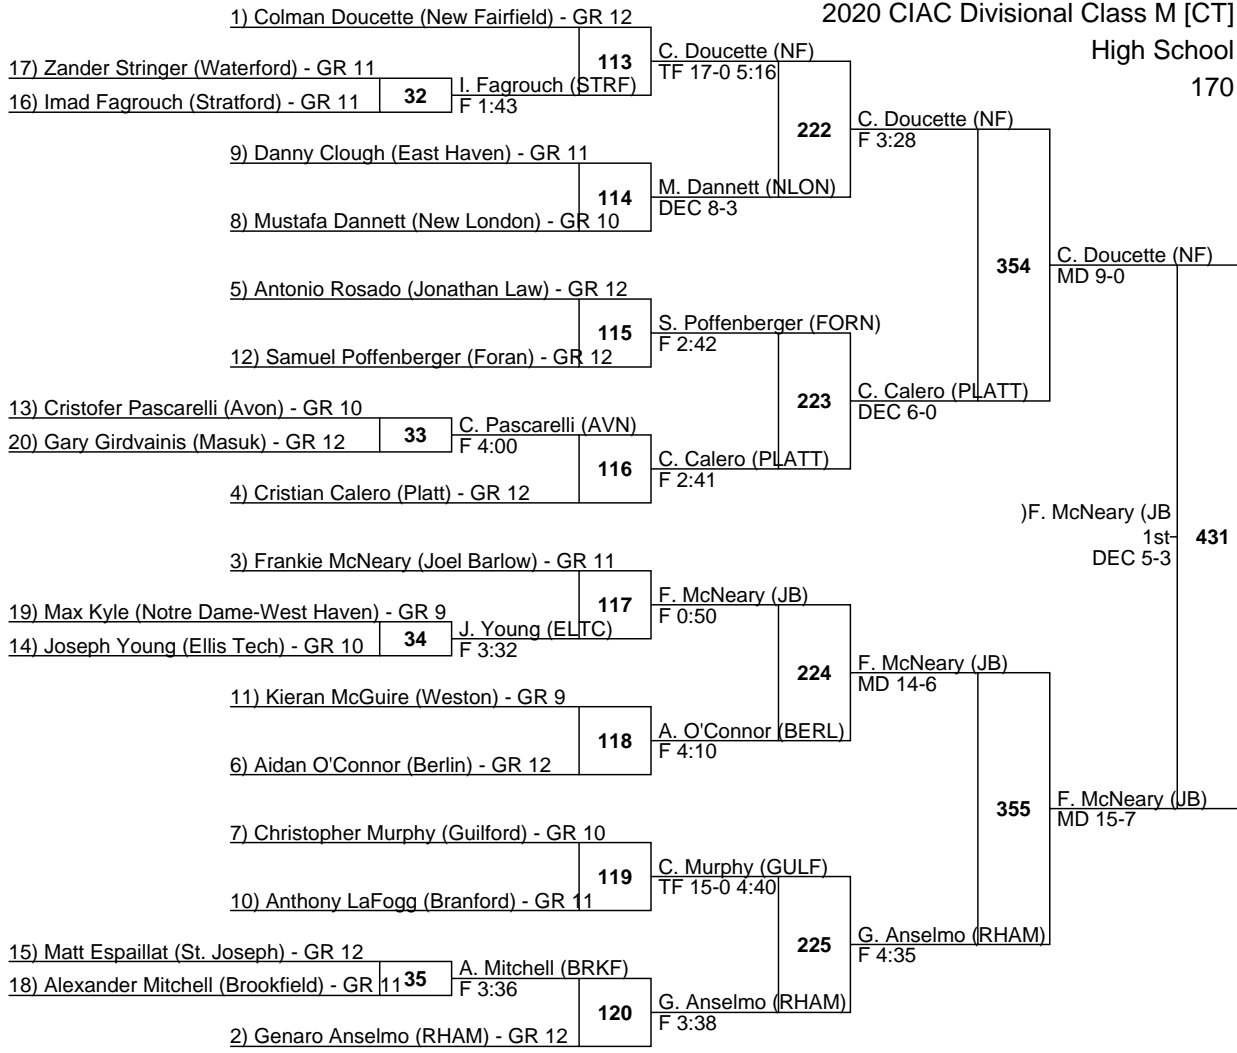 2020 CIAC Divisional Class M [CT]
High School
170
1) Colman Doucette (New Fairfield) - GR 12
113
C. Doucette (NF)
TF 17-0 5:16
17) Zander Stringer (Waterford) - GR 11
32
I. Fagrouch (STRF)
F 1:43
16) Imad Fagrouch (Stratford) - GR 11
222
C. Doucette (NF)
F 3:28
9) Danny Clough (East Haven) - GR 11
114
M. Dannett (NLON)
DEC 8-3
8) Mustafa Dannett (New London) - GR 10
354
C. Doucette (NF)
MD 9-0
5) Antonio Rosado (Jonathan Law) - GR 12
115
S. Poffenberger (FORN)
F 2:42
12) Samuel Poffenberger (Foran) - GR 12
223
C. Calero (PLATT)
DEC 6-0
13) Cristofer Pascarelli (Avon) - GR 10
33
C. Pascarelli (AVN)
F 4:00
20) Gary Girdvainis (Masuk) - GR 12
116
C. Calero (PLATT)
F 2:41
4) Cristian Calero (Platt) - GR 12
)F. McNeary (JB
1st
DEC 5-3
431
3) Frankie McNeary (Joel Barlow) - GR 11
117
F. McNeary (JB)
F 0:50
19) Max Kyle (Notre Dame-West Haven) - GR 9
34
J. Young (ELTC)
F 3:32
14) Joseph Young (Ellis Tech) - GR 10
224
F. McNeary (JB)
MD 14-6
11) Kieran McGuire (Weston) - GR 9
118
A. O'Connor (BERL)
F 4:10
6) Aidan O'Connor (Berlin) - GR 12
355
F. McNeary (JB)
MD 15-7
7) Christopher Murphy (Guilford) - GR 10
119
C. Murphy (GULF)
TF 15-0 4:40
10) Anthony LaFogg (Branford) - GR 11
225
G. Anselmo (RHAM)
F 4:35
15) Matt Espaillat (St. Joseph) - GR 12
35
A. Mitchell (BRKF)
F 3:36
18) Alexander Mitchell (Brookfield) - GR 11
120
G. Anselmo (RHAM)
F 3:38
2) Genaro Anselmo (RHAM) - GR 12